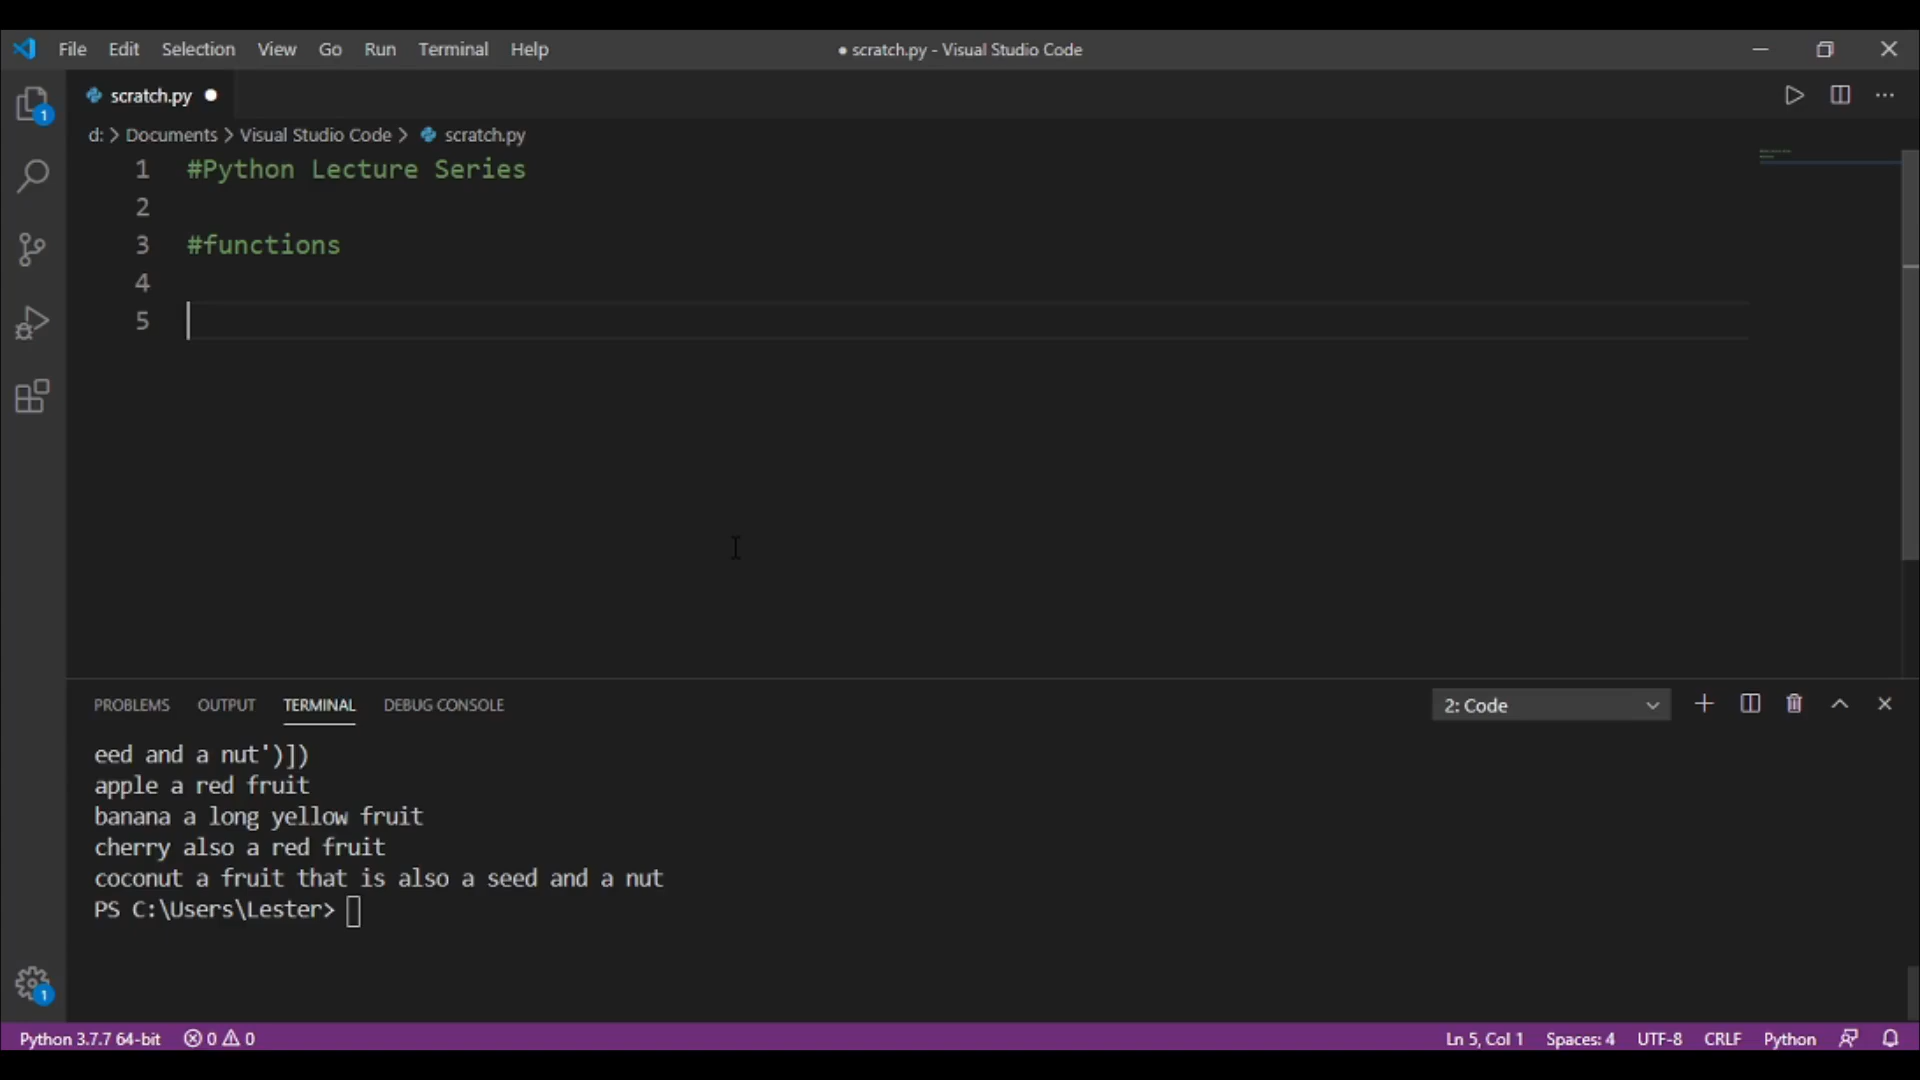 File Edit Selection View Go Run Terminal Help ● scratch.py - Visual Studio Code
1
scratch.py
d: > Documents > Visual Studio Code > scratch.py
1 #Python Lecture Series
2
3 #functions
4
5
PROBLEMS OUTPUT TERMINAL DEBUG CONSOLE 2: Code
eed and a nut')])
apple a red fruit
banana a long yellow fruit
cherry also a red fruit
coconut a fruit that is also a seed and a nut
PS C:\Users\Lester>
1
Python 3.7.7 64-bit 0 0 Ln 5, Col 1 Spaces: 4 UTF-8 CRLF Python